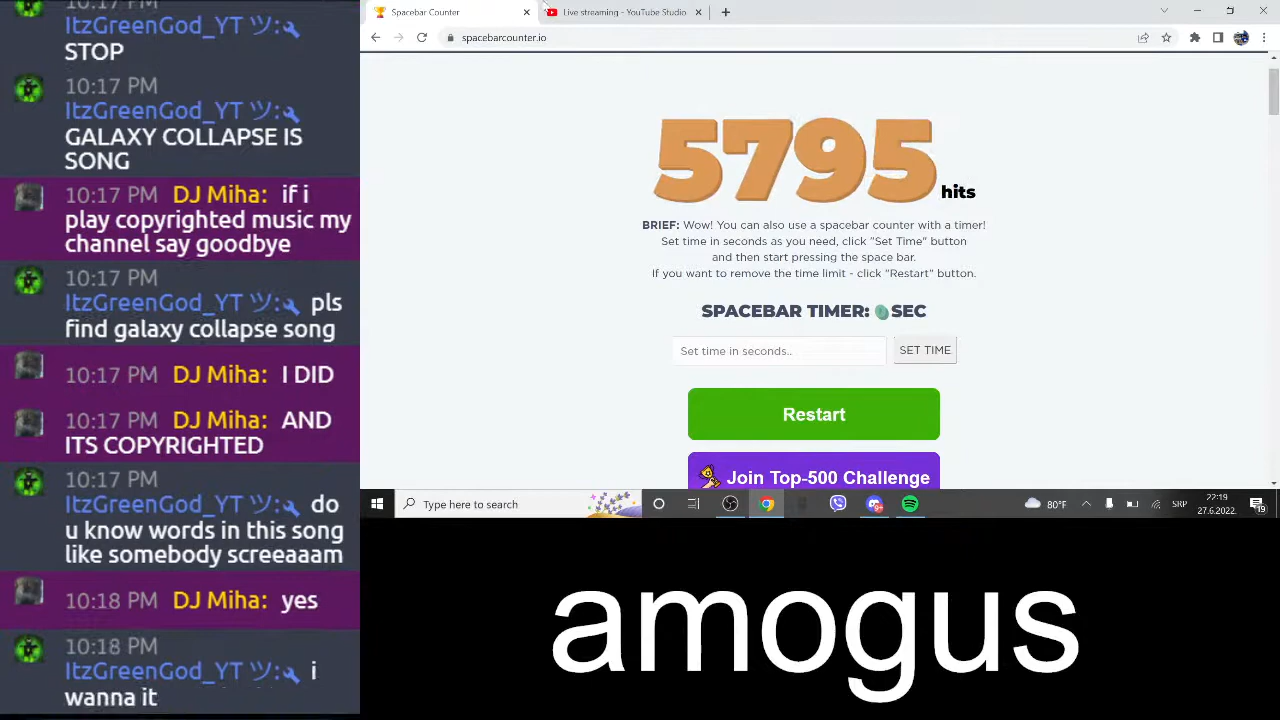 ItzGreenGod_YT ツ:
STOP
10:17 PM
ItzGreenGod_YT ツ:
GALAXY COLLAPSE IS
SONG
10:17 PM DJ Miha: if i
play copyrighted music my
channel say goodbye
10:17 PM
ItzGreenGod_YT ツ: pls
find galaxy collapse song
10:17 PM DJ Miha: I DID
10:17 PM DJ Miha: AND
ITS COPYRIGHTED
10:17 PM
ItzGreenGod_YT ツ: do
u know words in this song
like somebody screeaaam
10:18 PM DJ Miha: yes
10:18 PM
ItzGreenGod_YT ツ: i
wanna it
Spacebar Counter
Live streaming - YouTube Studio
spacebarcounter.io
5795 hits
BRIEF: Wow! You can also use a spacebar counter with a timer!
Set time in seconds as you need, click "Set Time" button
and then start pressing the space bar.
If you want to remove the time limit - click "Restart" button.
SPACEBAR TIMER: SEC
Set time in seconds.. SET TIME
Restart
Join Top-500 Challenge
Type here to search
80°F
SRP
22:19
27.6.2022
19
amogus